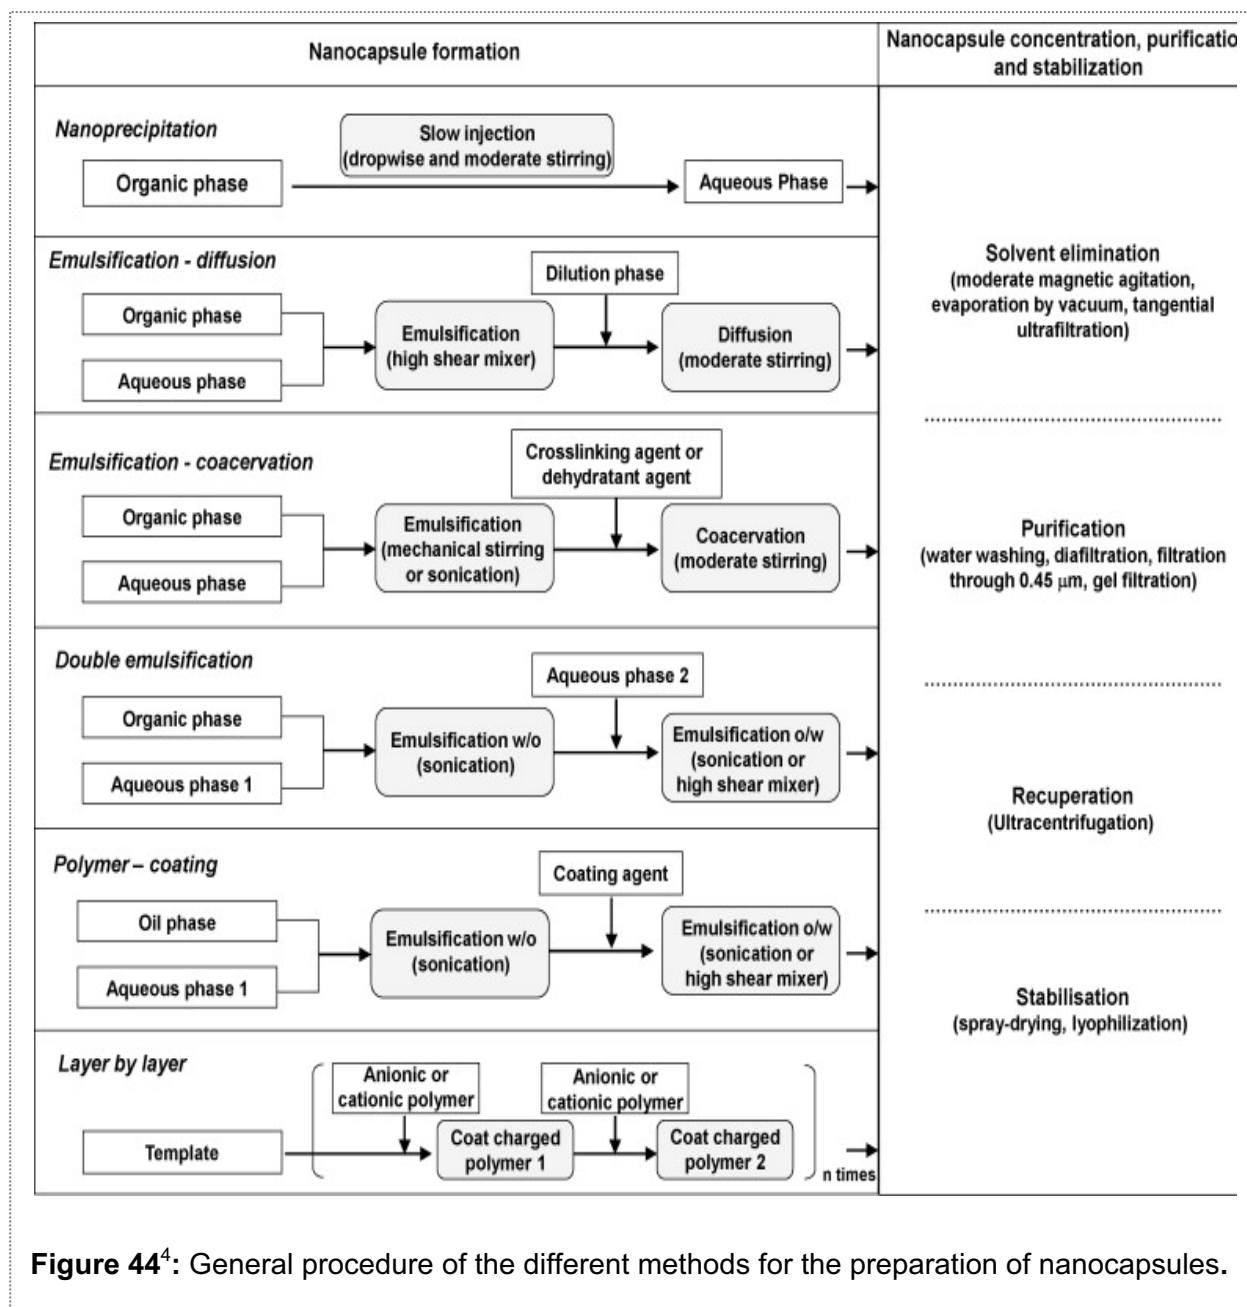 Nanocapsule formation
Nanocapsule concentration, purificatio
and stabilization
Nanoprecipitation
Slow injection
(dropwise and moderate stirring)
Organic phase
Aqueous Phase
Emulsification - diffusion
Dilution phase
Organic phase
Aqueous phase
Emulsification
(high shear mixer)
Diffusion
(moderate stirring)
Emulsification - coacervation
Crosslinking agent or
dehydratant agent
Organic phase
Aqueous phase
Emulsification
(mechanical stirring
or sonication)
Coacervation
(moderate stirring)
Double emulsification
Aqueous phase 2
Organic phase
Aqueous phase 1
Emulsification w/o
(sonication)
Emulsification o/w
(sonication or
high shear mixer)
Polymer – coating
Coating agent
Oil phase
Aqueous phase 1
Emulsification w/o
(sonication)
Emulsification o/w
(sonication or
high shear mixer)
Layer by layer
Anionic or
cationic polymer
Anionic or
cationic polymer
Template
Coat charged
polymer 1
Coat charged
polymer 2
n times
Solvent elimination
(moderate magnetic agitation,
evaporation by vacuum, tangential
ultrafiltration)
Purification
(water washing, diafiltration, filtration
through 0.45 µm, gel filtration)
Recuperation
(Ultracentrifugation)
Stabilisation
(spray-drying, lyophilization)
Figure 44⁴: General procedure of the different methods for the preparation of nanocapsules.